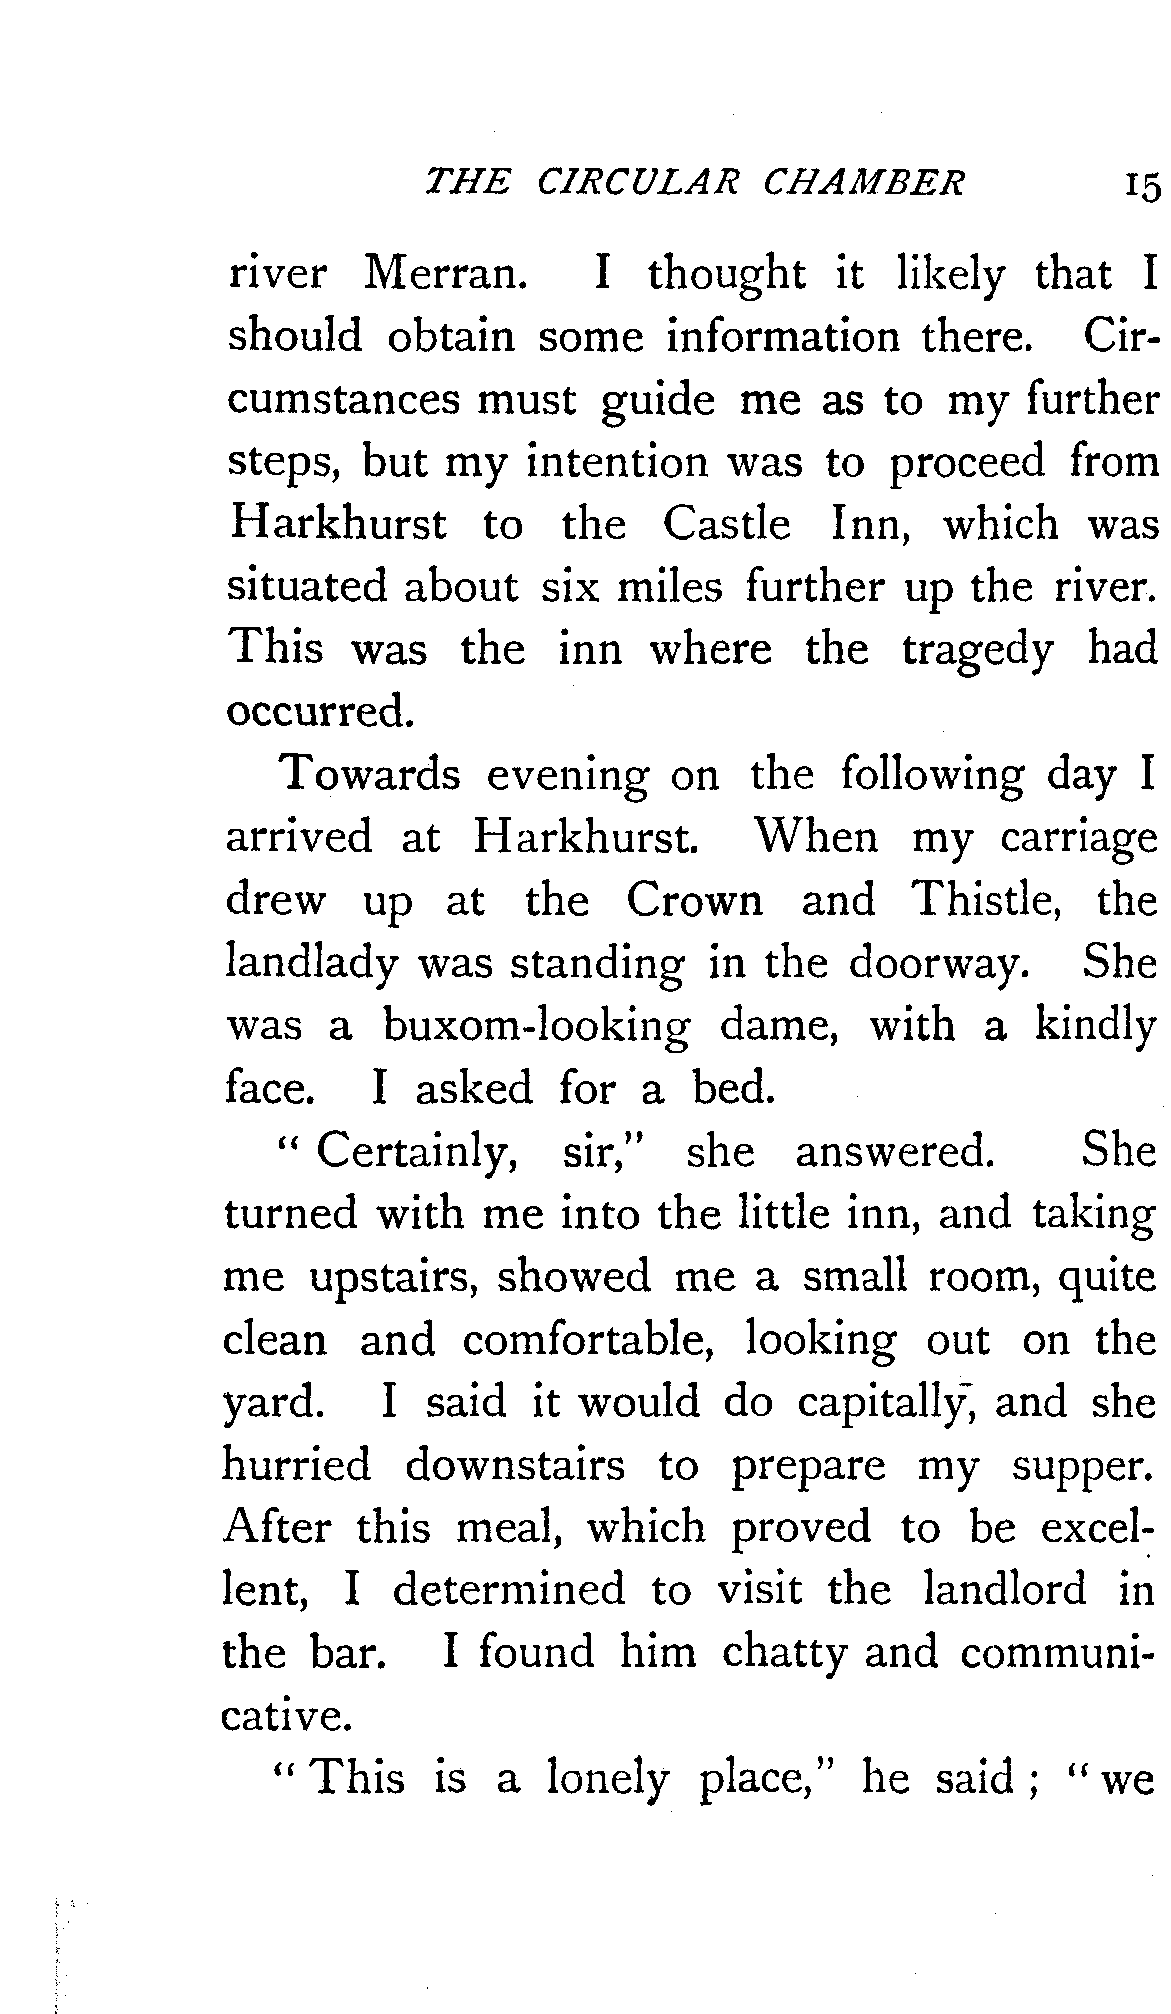 THE CIRCULAR CHAMBER 15
river Merran. I thought it likely that I
should obtain some information there. Cir-
cumstances must guide me as to my further
steps, but my intention was to proceed from
Harkhurst to the Castle Inn, which was
situated about six miles further up the river.
This was the inn where the tragedy had
occurred.
Towards evening on the following day I
arrived at Harkhurst. When my carriage
drew up at the Crown and Thistle, the
landlady was standing in the doorway. She
was a buxom-looking dame, with a kindly
face. I asked for a bed.
" Certainly, sir," she answered. She
turned with me into the little inn, and taking
me upstairs, showed me a small room, quite
clean and comfortable, looking out on the
yard. I said it would do capitally, and she
hurried downstairs to prepare my supper.
After this meal, which proved to be excel-
lent, I determined to visit the landlord in
the bar. I found him chatty and communi-
cative.
" This is a lonely place," he said ; " we